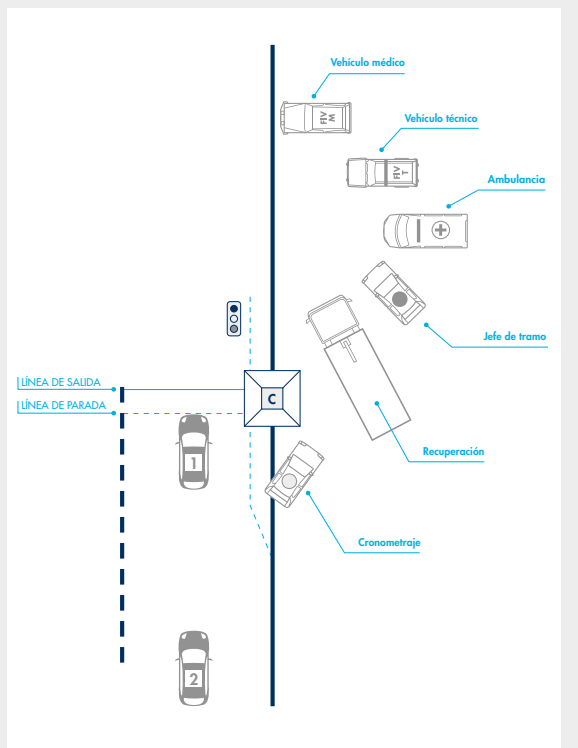 Vehículo médico
FIV
M
Vehículo técnico
FIV
T
Ambulancia
Jefe de tramo
LÍNEA DE SALIDA
C
LÍNEA DE PARADA
1
Recuperación
Cronometraje
2